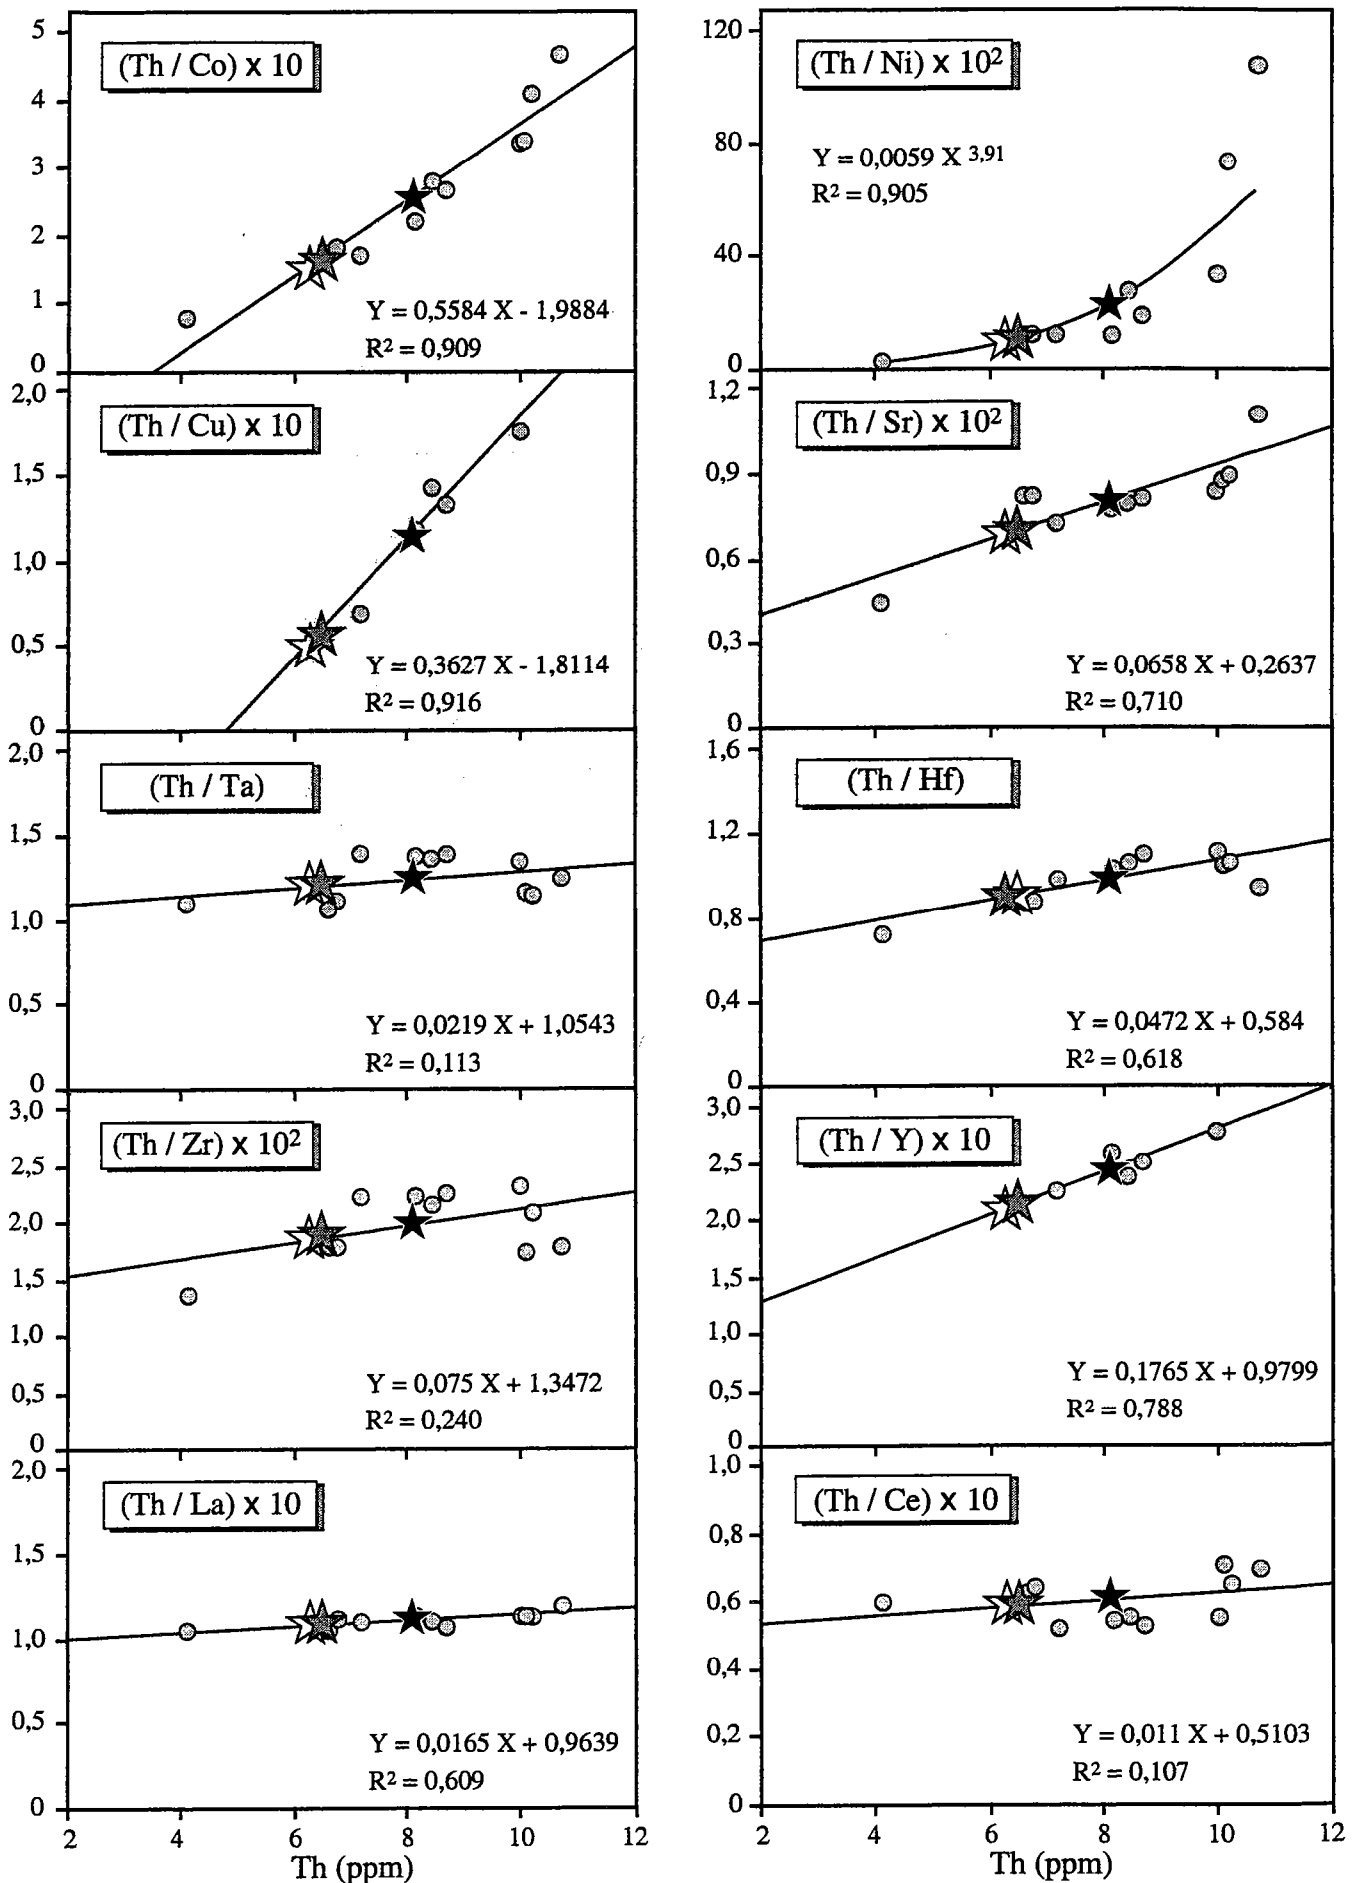 5
4
3
2
1
0
(Th / Co) x 10
Y = 0,5584 X - 1,9884
R² = 0,909
120
80
40
0
(Th / Ni) x 10²
Y = 0,0059 X 3,91
R² = 0,905
2,0
1,5
1,0
0,5
0
(Th / Cu) x 10
Y = 0,3627 X - 1,8114
R² = 0,916
1,2
0,9
0,6
0,3
0
(Th / Sr) x 10²
Y = 0,0658 X + 0,2637
R² = 0,710
2,0
1,5
1,0
0,5
0
(Th / Ta)
Y = 0,0219 X + 1,0543
R² = 0,113
1,6
1,2
0,8
0,4
0
(Th / Hf)
Y = 0,0472 X + 0,584
R² = 0,618
3,0
2,5
2,0
1,5
1,0
0,5
0
(Th / Zr) x 10²
Y = 0,075 X + 1,3472
R² = 0,240
3,0
2,5
2,0
1,5
1,0
0,5
0
(Th / Y) x 10
Y = 0,1765 X + 0,9799
R² = 0,788
2,0
1,5
1,0
0,5
0
(Th / La) x 10
Y = 0,0165 X + 0,9639
R² = 0,609
2 4 6 8 10 12
Th (ppm)
1,0
0,8
0,6
0,4
0,2
0
(Th / Ce) x 10
Y = 0,011 X + 0,5103
R² = 0,107
2 4 6 8 10 12
Th (ppm)